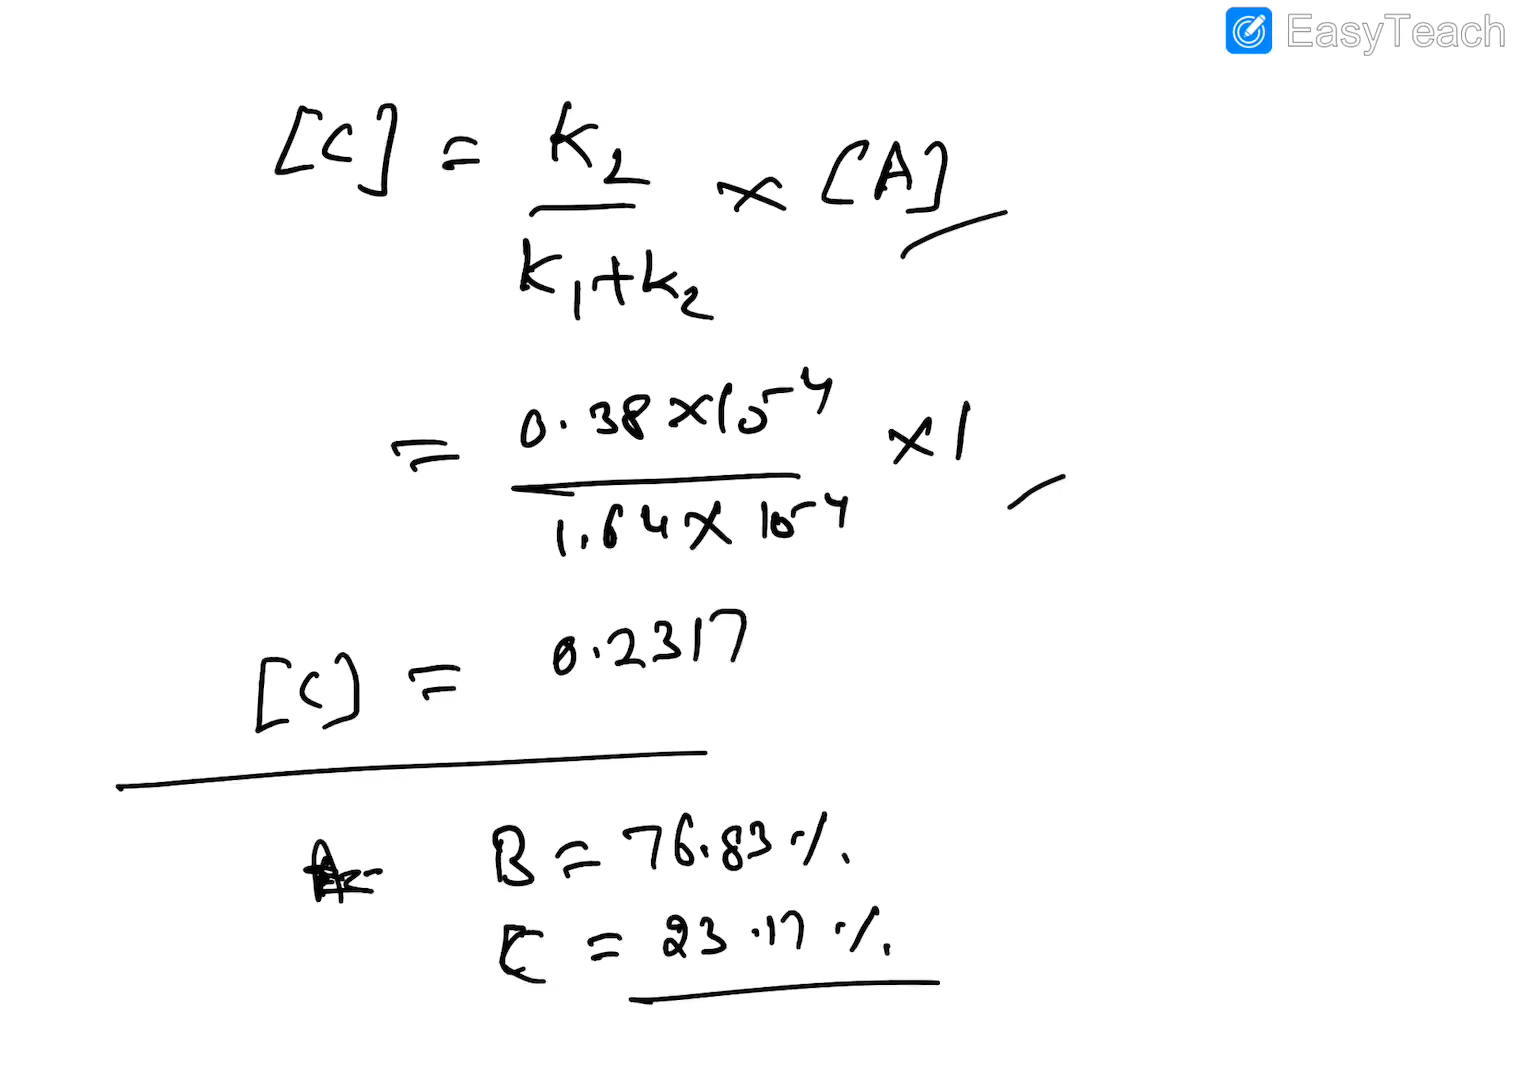 EasyTeach
[C] = K2 / K1+K2 × [A]
= 0.38 × 10^-4 / 1.64 × 10^-4 × 1
[C] = 0.2317
B = 76.83 %.
C = 23.17 %.